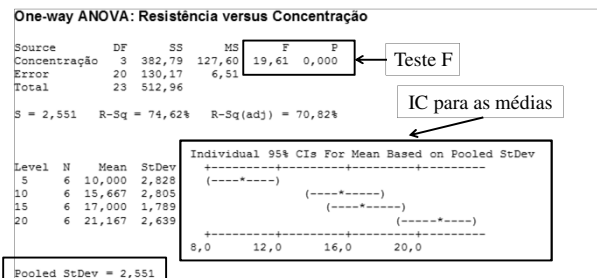 One-way ANOVA: Resistência versus Concentração
Source DF SS MS F P
Concentração 3 382,79 127,60 19,61 0,000
Error 20 130,17 6,51
Total 23 512,96
Teste F
S = 2,551 R-Sq = 74,62% R-Sq(adj) = 70,82%
IC para as médias
Individual 95% CIs For Mean Based on Pooled StDev
Level N Mean StDev +---------+---------+---------+---------
5 6 10,000 2,828 (----*----)
10 6 15,667 2,805 (----*----)
15 6 17,000 1,789 (----*----)
20 6 21,167 2,639 (----*----)
+---------+---------+---------+---------
8,0 12,0 16,0 20,0
Pooled StDev = 2,551